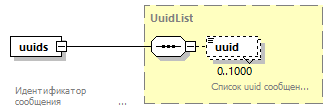 UuidList
uuids
uuid
0..1000
Идентификатор
сообщения ...
Список uuid сообщен...